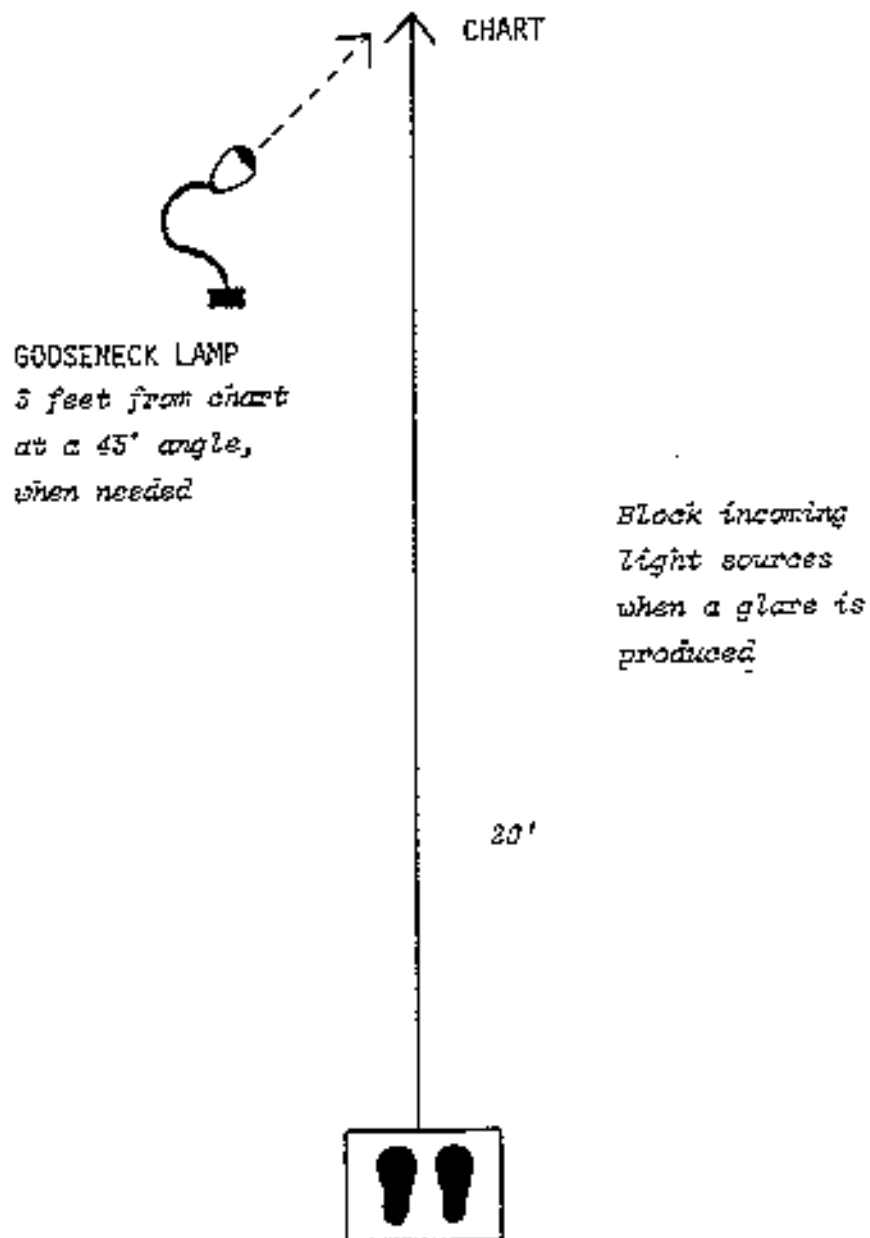 CHART
GOOSENECK LAMP
3 feet from chart
at a 45° angle,
when needed
Block incoming
light sources
when a glare is
produced
20'